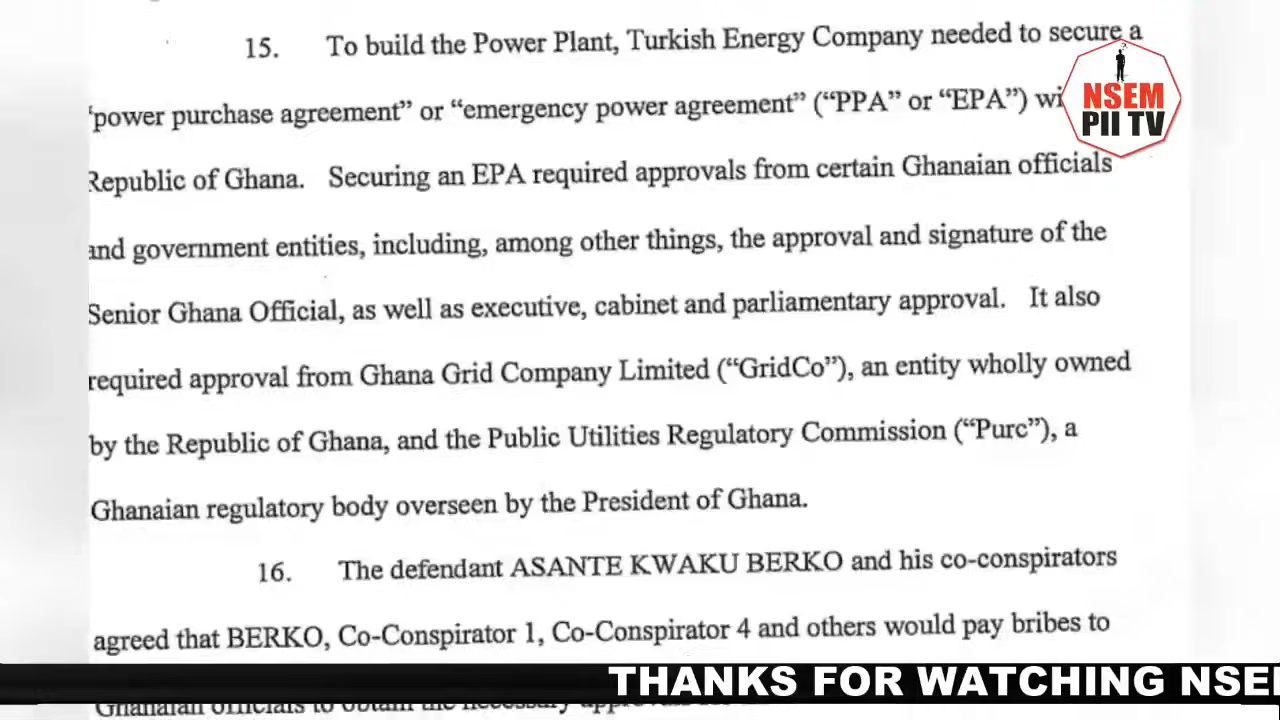 15. To build the Power Plant, Turkish Energy Company needed to secure a
"power purchase agreement" or "emergency power agreement" ("PPA" or "EPA")
Republic of Ghana. Securing an EPA required approvals from certain Ghanaian officials
and government entities, including, among other things, the approval and signature of the
Senior Ghana Official, as well as executive, cabinet and parliamentary approval. It also
required approval from Ghana Grid Company Limited ("GridCo"), an entity wholly owned
by the Republic of Ghana, and the Public Utilities Regulatory Commission ("Purc"), a
Ghanaian regulatory body overseen by the President of Ghana.
16. The defendant ASANTE KWAKU BERKO and his co-conspirators
agreed that BERKO, Co-Conspirator 1, Co-Conspirator 4 and others would pay bribes to
Ghanaian officials to obtain the necessary
NSEM
PII TV
THANKS FOR WATCHING